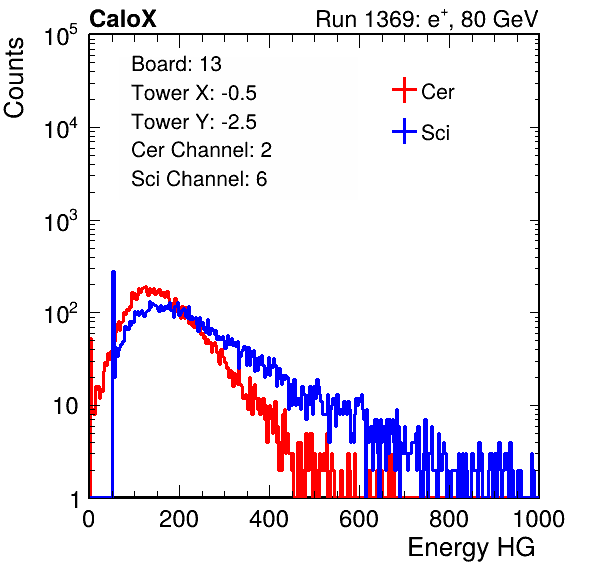 CaloX Run 1369: e⁺, 80 GeV
Counts
10⁵
10⁴
10³
10²
10
1
Board: 13
Tower X: -0.5
Tower Y: -2.5
Cer Channel: 2
Sci Channel: 6
Cer
Sci
0 200 400 600 800 1000
Energy HG